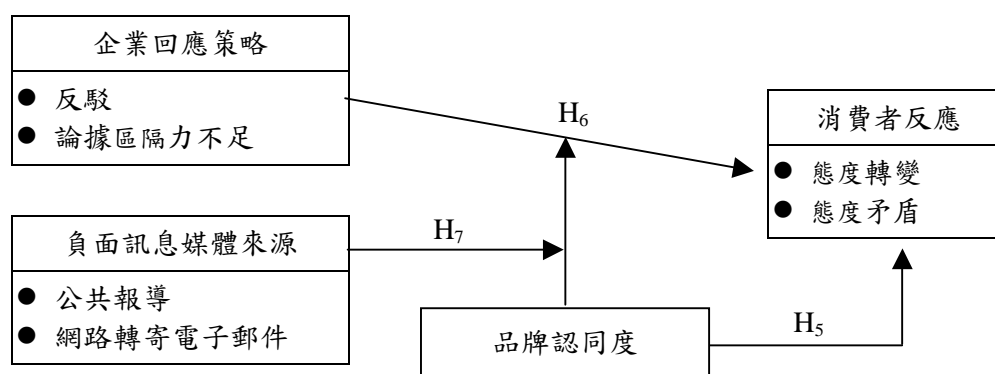 企業回應策略
● 反駁
● 論據區隔力不足
H₆
消費者反應
● 態度轉變
● 態度矛盾
負面訊息媒體來源
● 公共報導
● 網路轉寄電子郵件
H₇
品牌認同度
H₅